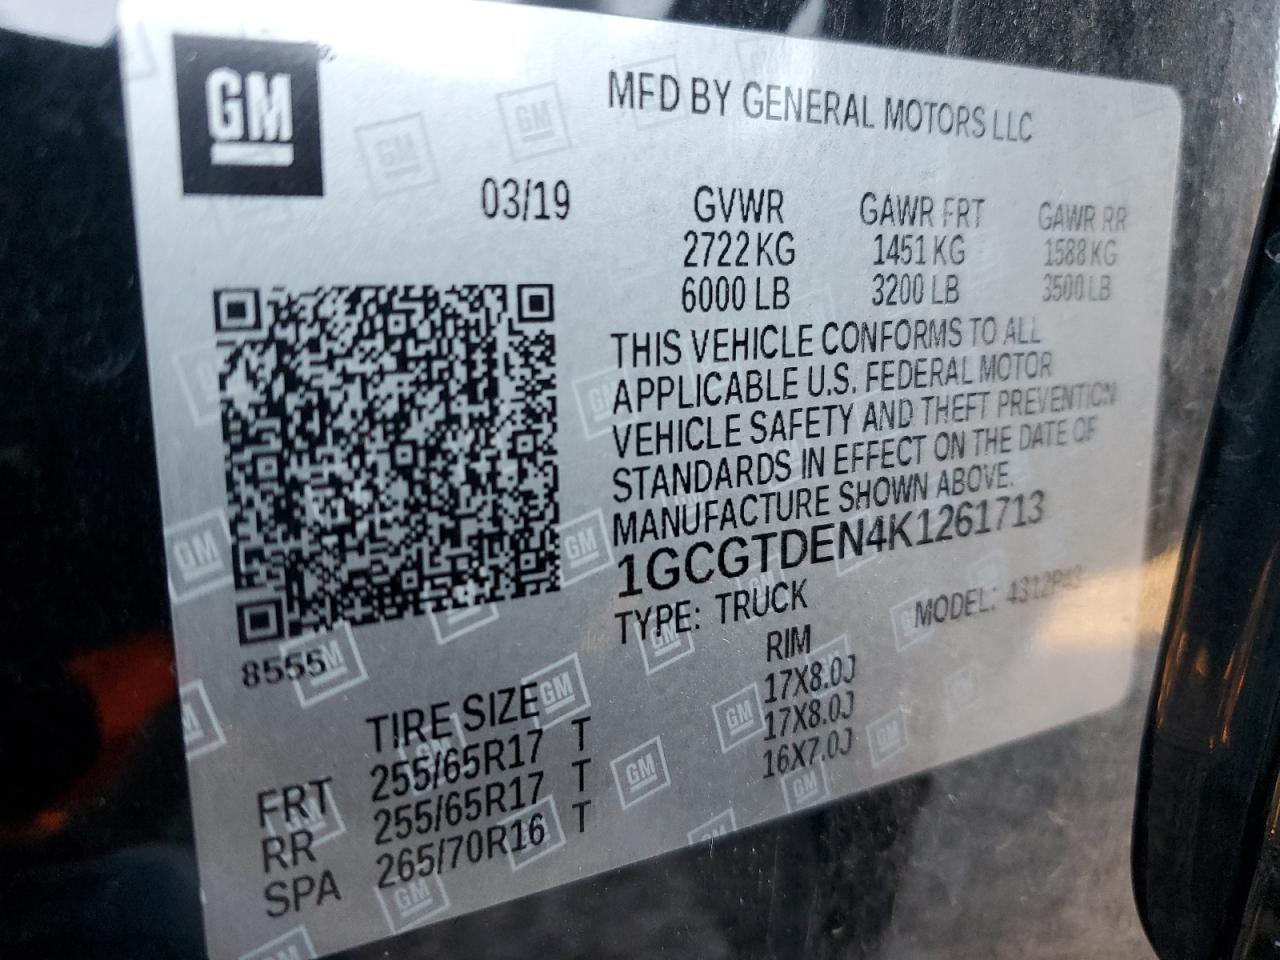 GM
MFD BY GENERAL MOTORS LLC
03/19 GVWR GAWR FRT GAWR RR
2722 KG 1451 KG 1588 KG
6000 LB 3200 LB 3500 LB
THIS VEHICLE CONFORMS TO ALL
APPLICABLE U.S. FEDERAL MOTOR
VEHICLE SAFETY AND THEFT PREVENTION
STANDARDS IN EFFECT ON THE DATE OF
MANUFACTURE SHOWN ABOVE.
1GCGTDEN4K1261713
TYPE: TRUCK MODEL: 4S12P43
8555
TIRE SIZE RIM
FRT 255/65R17 T 17X8.0J
RR 255/65R17 T 17X8.0J
SPA 265/70R16 T 16X7.0J